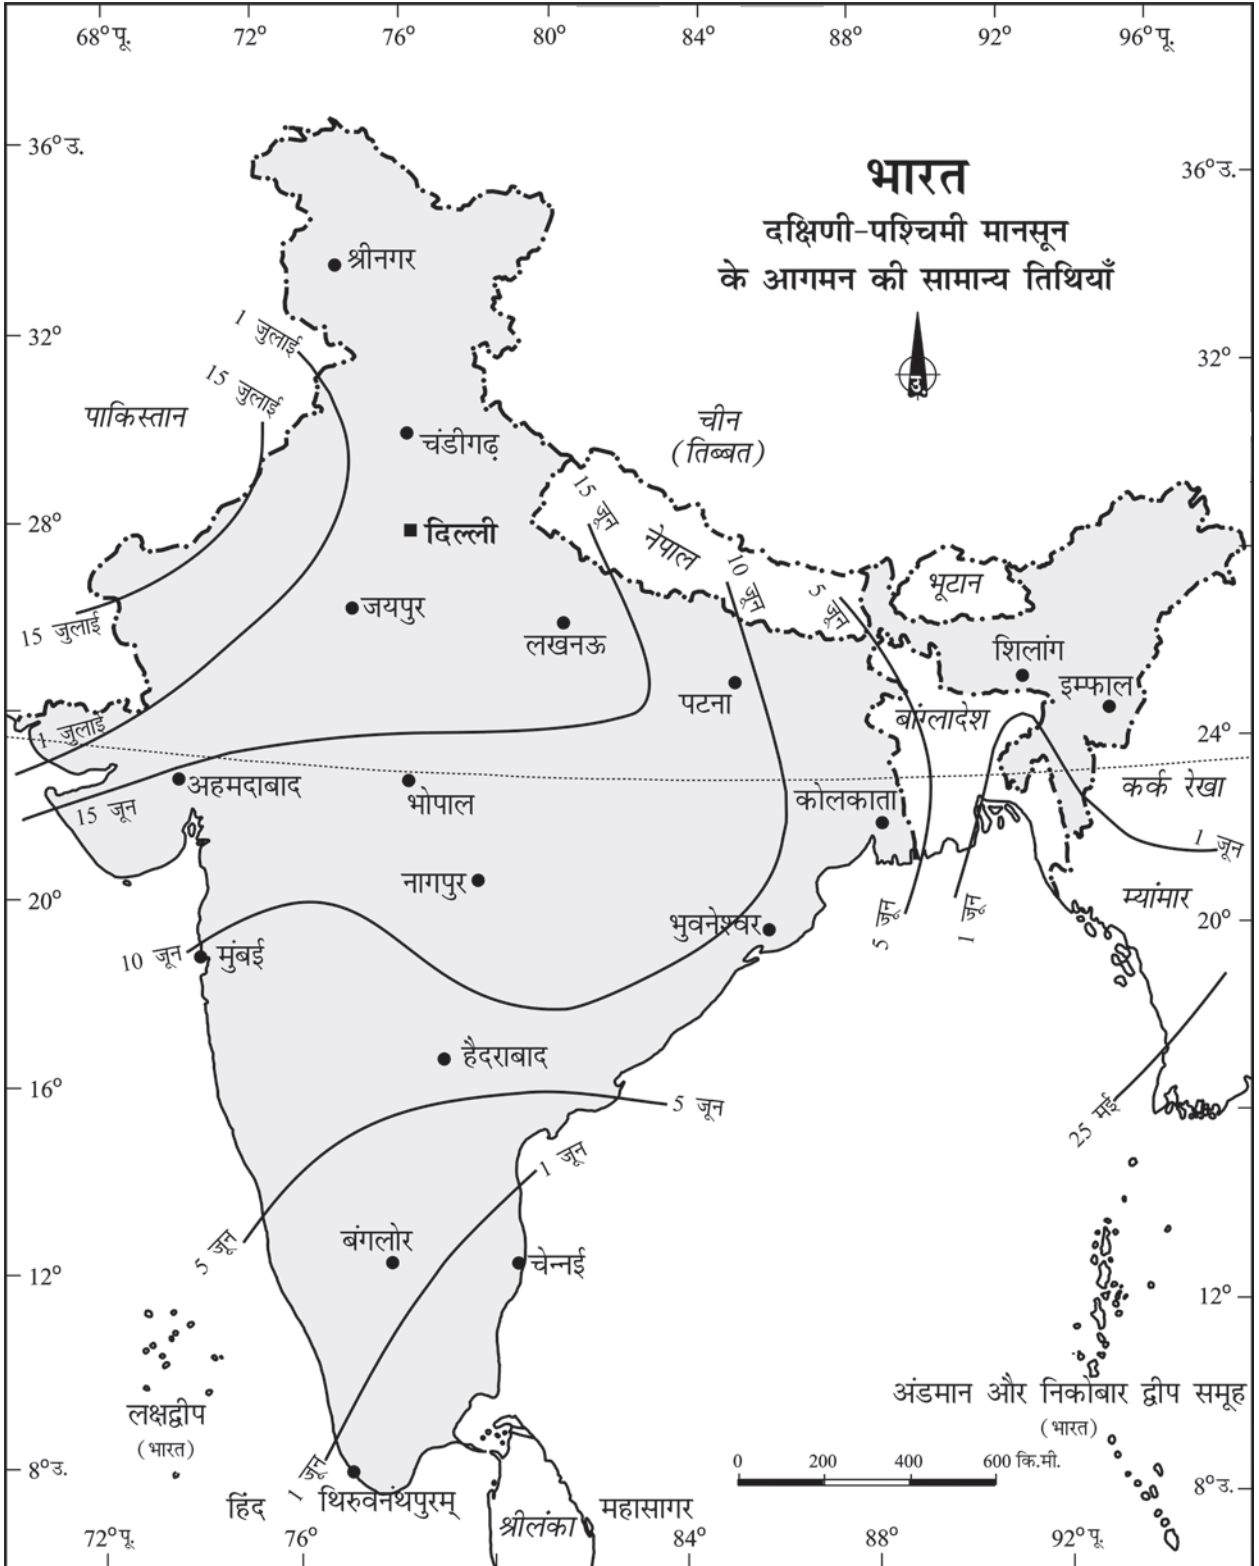 68° पू.
72°
76°
80°
84°
88°
92°
96° पू.
36° उ.
36° उ.
भारत
दक्षिणी-पश्चिमी मानसून
के आगमन की सामान्य तिथियाँ
श्रीनगर
1 जुलाई
32°
32°
उ
15 जुलाई
पाकिस्तान
चीन
(तिब्बत)
चंडीगढ़
15 जून
28°
दिल्ली
नेपाल
10 जून
5 जून
भूटान
15 जुलाई
जयपुर
लखनऊ
शिलांग
इम्फाल
पटना
बांग्लादेश
1 जुलाई
24°
अहमदाबाद
भोपाल
कोलकाता
कर्क रेखा
15 जून
1 जून
नागपुर
20°
म्यांमार
20°
भुवनेश्वर
5 जून
1 जून
10 जून
मुंबई
हैदराबाद
16°
5 जून
25 मई
1 जून
5 जून
बंगलोर
चेन्नई
12°
12°
अंडमान और निकोबार द्वीप समूह
(भारत)
लक्षद्वीप
(भारत)
0 200 400 600 कि.मी.
8° उ.
8° उ.
1 जून
थिरुवनंथपुरम्
हिंद
महासागर
श्रीलंका
72° पू.
76°
84°
88°
92° पू.